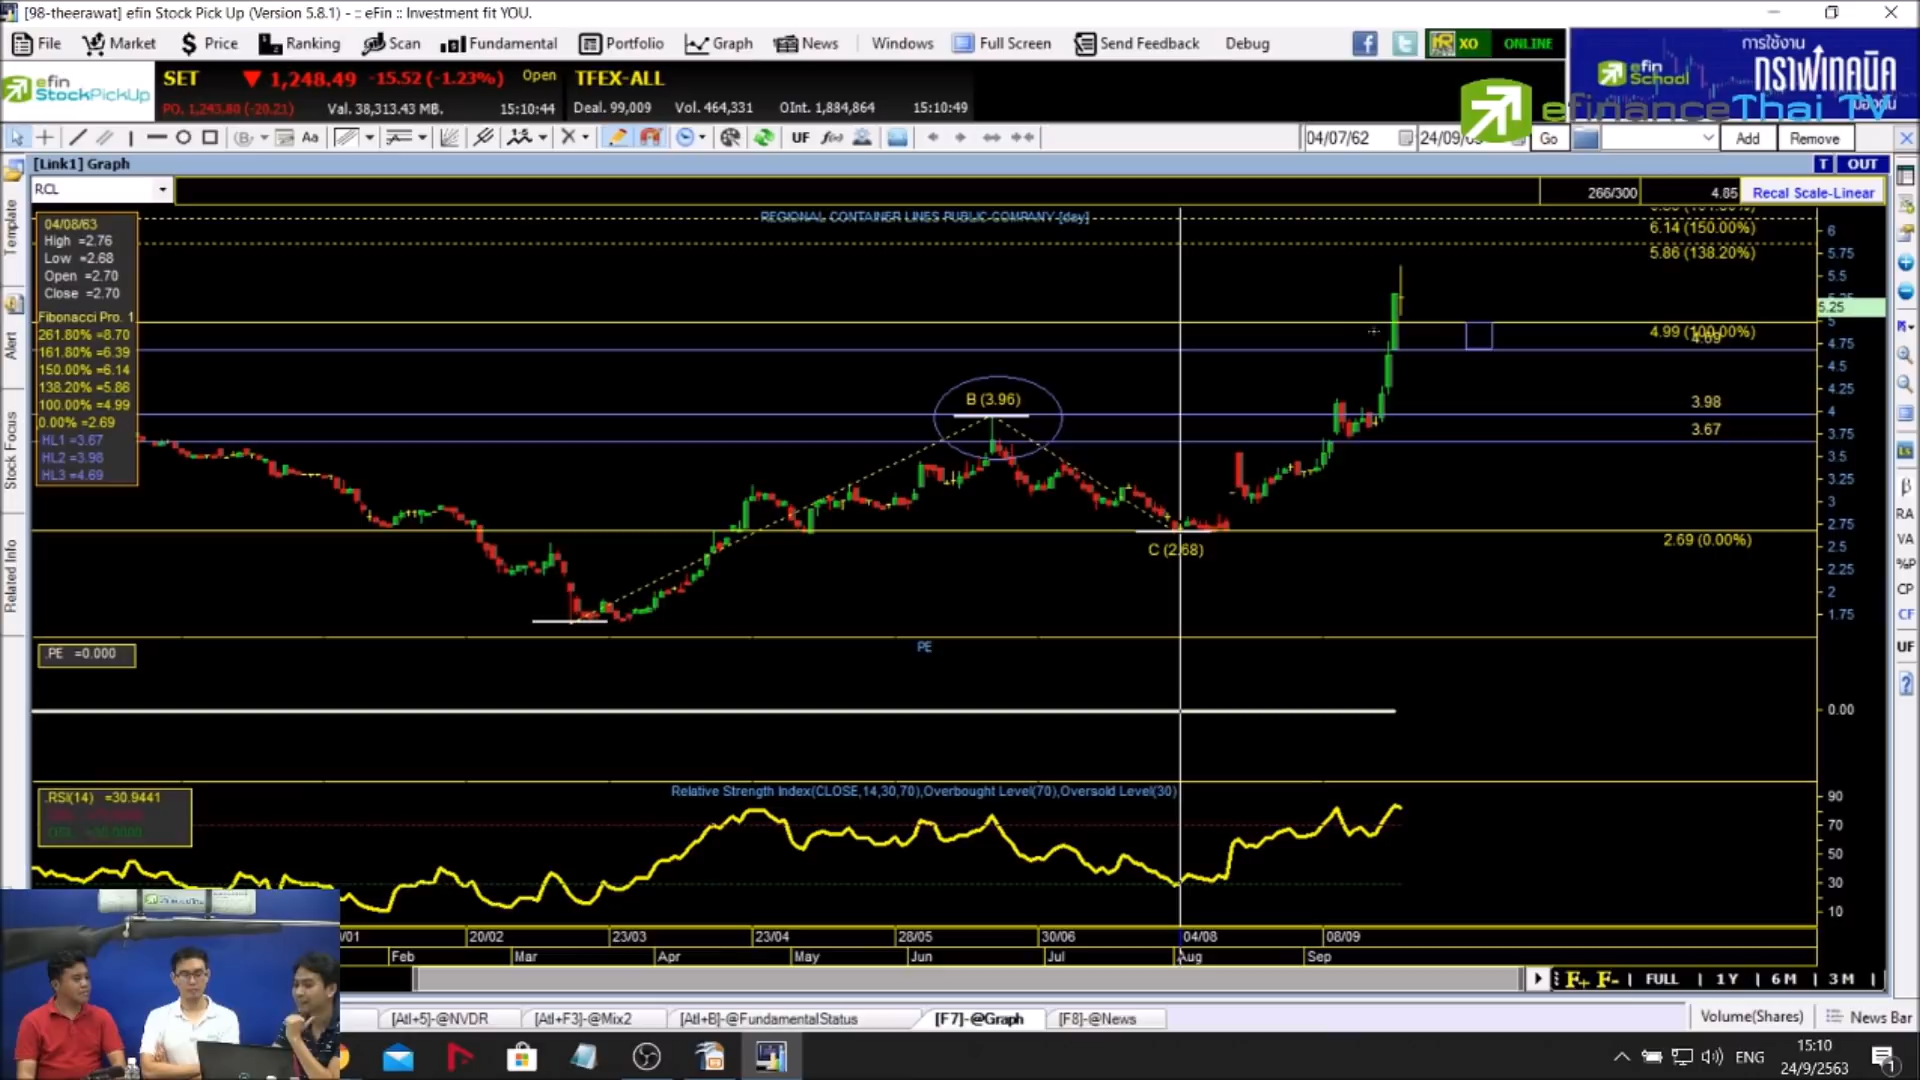 [98-theerawat] efin Stock Pick Up (Version 5.8.1) - :: eFin :: Investment fit YOU.
File Market $ Price Ranking Scan Fundamental Portfolio Graph News Windows Full Screen Send Feedback Debug XO ONLINE
efin StockPickUp
SET ▼ 1,248.49 -15.52 (-1.23%) Open TFEX-ALL
PO. 1,243.80 (-20.21) Val. 38,313.43 MB. 15:10:44 Deal. 99,009 Vol. 464,331 OInt. 1,884,864 15:10:49
efin School การใช้งาน กราฟเทคนิค
efinanceThai TV
Aa UF f(x) 04/07/62 Go Add Remove
[Link1] Graph T OUT
RCL 266/300 4.85 Recal Scale-Linear
REGIONAL CONTAINER LINES PUBLIC COMPANY [day]
Template
Alert
Stock Focus
Related Info
04/08/63
High =2.76
Low =2.68
Open =2.70
Close =2.70
Fibonacci Pro. 1
261.80% =8.70
161.80% =6.39
150.00% =6.14
138.20% =5.86
100.00% =4.99
0.00% =2.69
HL1 =3.67
HL2 =3.98
HL3 =4.69
6.14 (150.00%)
5.86 (138.20%)
4.99 (100.00%)
4.69
3.98
3.67
2.69 (0.00%)
B (3.96)
C (2.68)
6
5.75
5.5
5.25
5
4.75
4.5
4.25
4
3.75
3.5
3.25
3
2.75
2.5
2.25
2
1.75
β
RA
VA
%P
CP
CF
UF
?
.PE =0.000
PE
0.00
.RSI(14) =30.9441
Relative Strength Index(CLOSE,14,30,70),Overbought Level(70),Oversold Level(30)
90
70
50
30
10
20/02 23/03 23/04 28/05 30/06 04/08 08/09
Feb Mar Apr May Jun Jul Aug Sep
F+ F- | FULL | 1Y | 6M | 3M |
[Atl+5]-@NVDR [Atl+F3]-@Mix2 [Atl+B]-@FundamentalStatus [F7]-@Graph [F8]-@News Volume(Shares) News Bar
ENG 15:10
24/9/2563
1